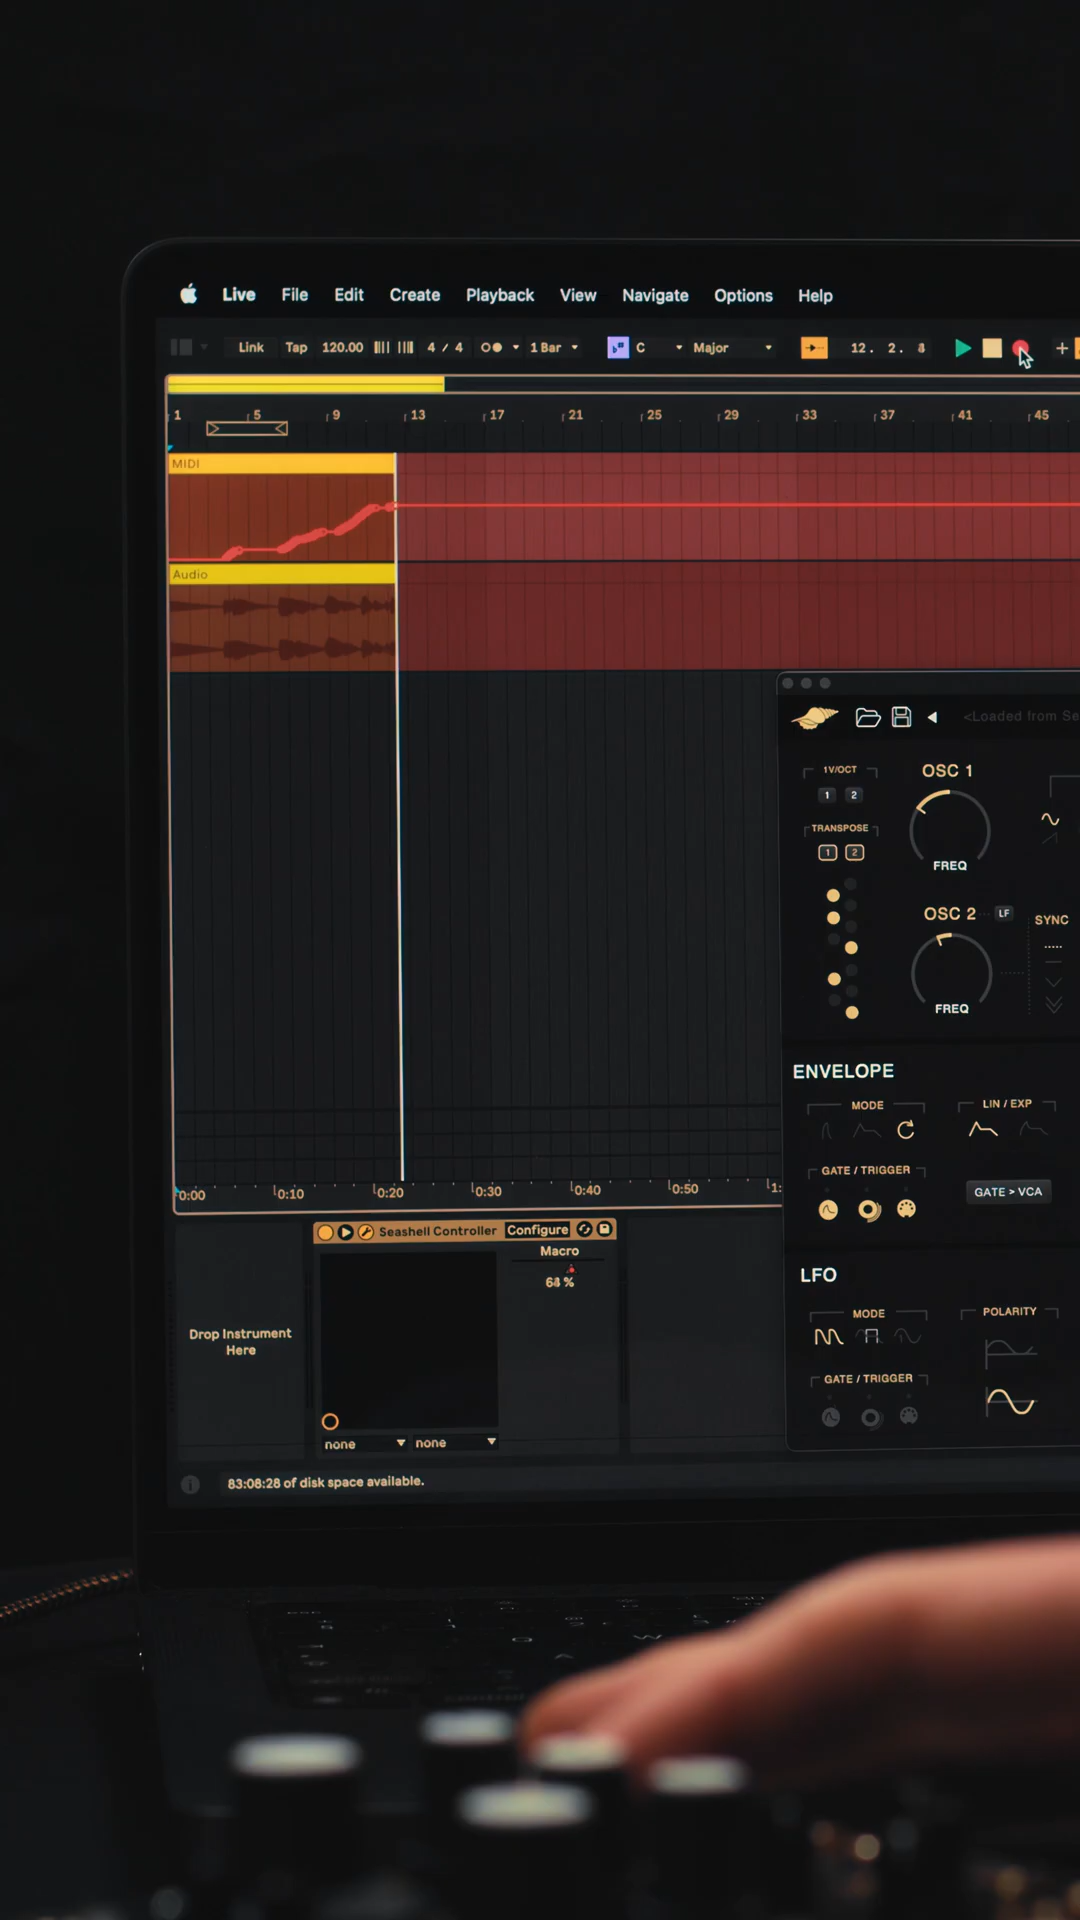 Live File Edit Create Playback View Navigate Options Help
Link Tap 120.00 4 / 4 1 Bar C Major 12. 2.
1 5 9 13 17 21 25 29 33 37 41 45
MIDI
Audio
<Loaded from Se
1V/OCT
1 2
OSC 1
TRANSPOSE
1 2
FREQ
OSC 2 LF SYNC
FREQ
ENVELOPE
MODE LIN / EXP
GATE / TRIGGER
GATE > VCA
0:00 0:10 0:20 0:30 0:40 0:50 1:
Seashell Controller Configure
Macro
%
LFO
MODE POLARITY
Drop Instrument
Here
GATE / TRIGGER
none none
83:08:28 of disk space available.